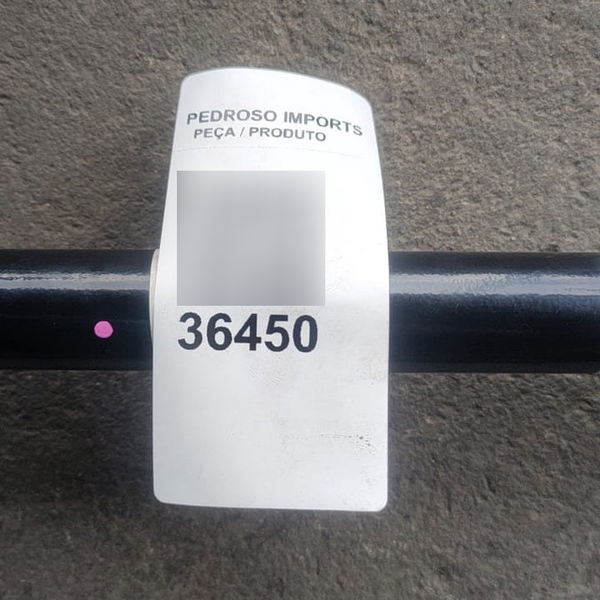 PEDROSO IMPORTS
PEÇA / PRODUTO
36450